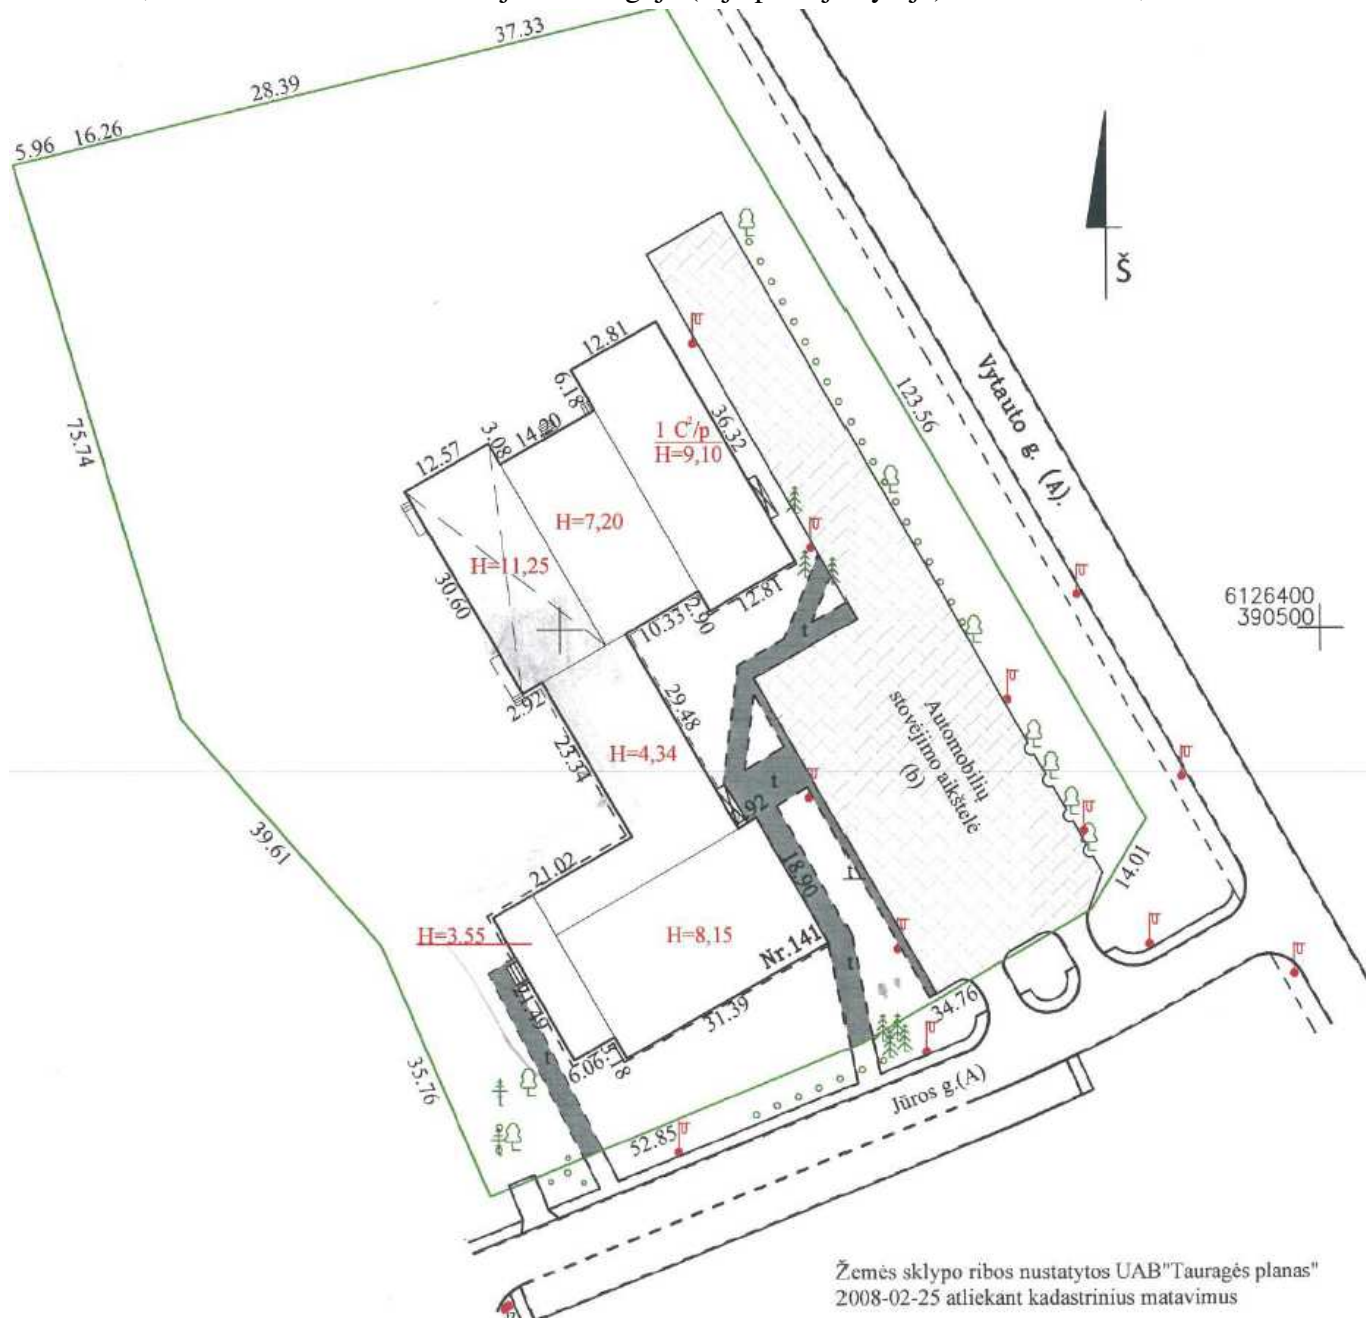 37.33
28.39
16.26
5.96
Š
12.81
6.18
14.20
3.08
12.57
36.32
1 C²/p
H=9,10
123.56
Vytauto g. (A).
75.74
H=7,20
H=11,25
30.60
10.33
2.90
12.81
6126400
390500
t
2.92
29.48
23.34
H=4,34
Automobilių
stovėjimo aikštelė
(b)
t
39.61
21.02
18,90
t
14.01
H=3.55
H=8,15
Nr.141
t
21,49
31.39
34.76
6.06
35.76
52.85
Jūros g.(A)
Žemės sklypo ribos nustatytos UAB"Tauragės planas"
2008-02-25 atliekant kadastrinius matavimus